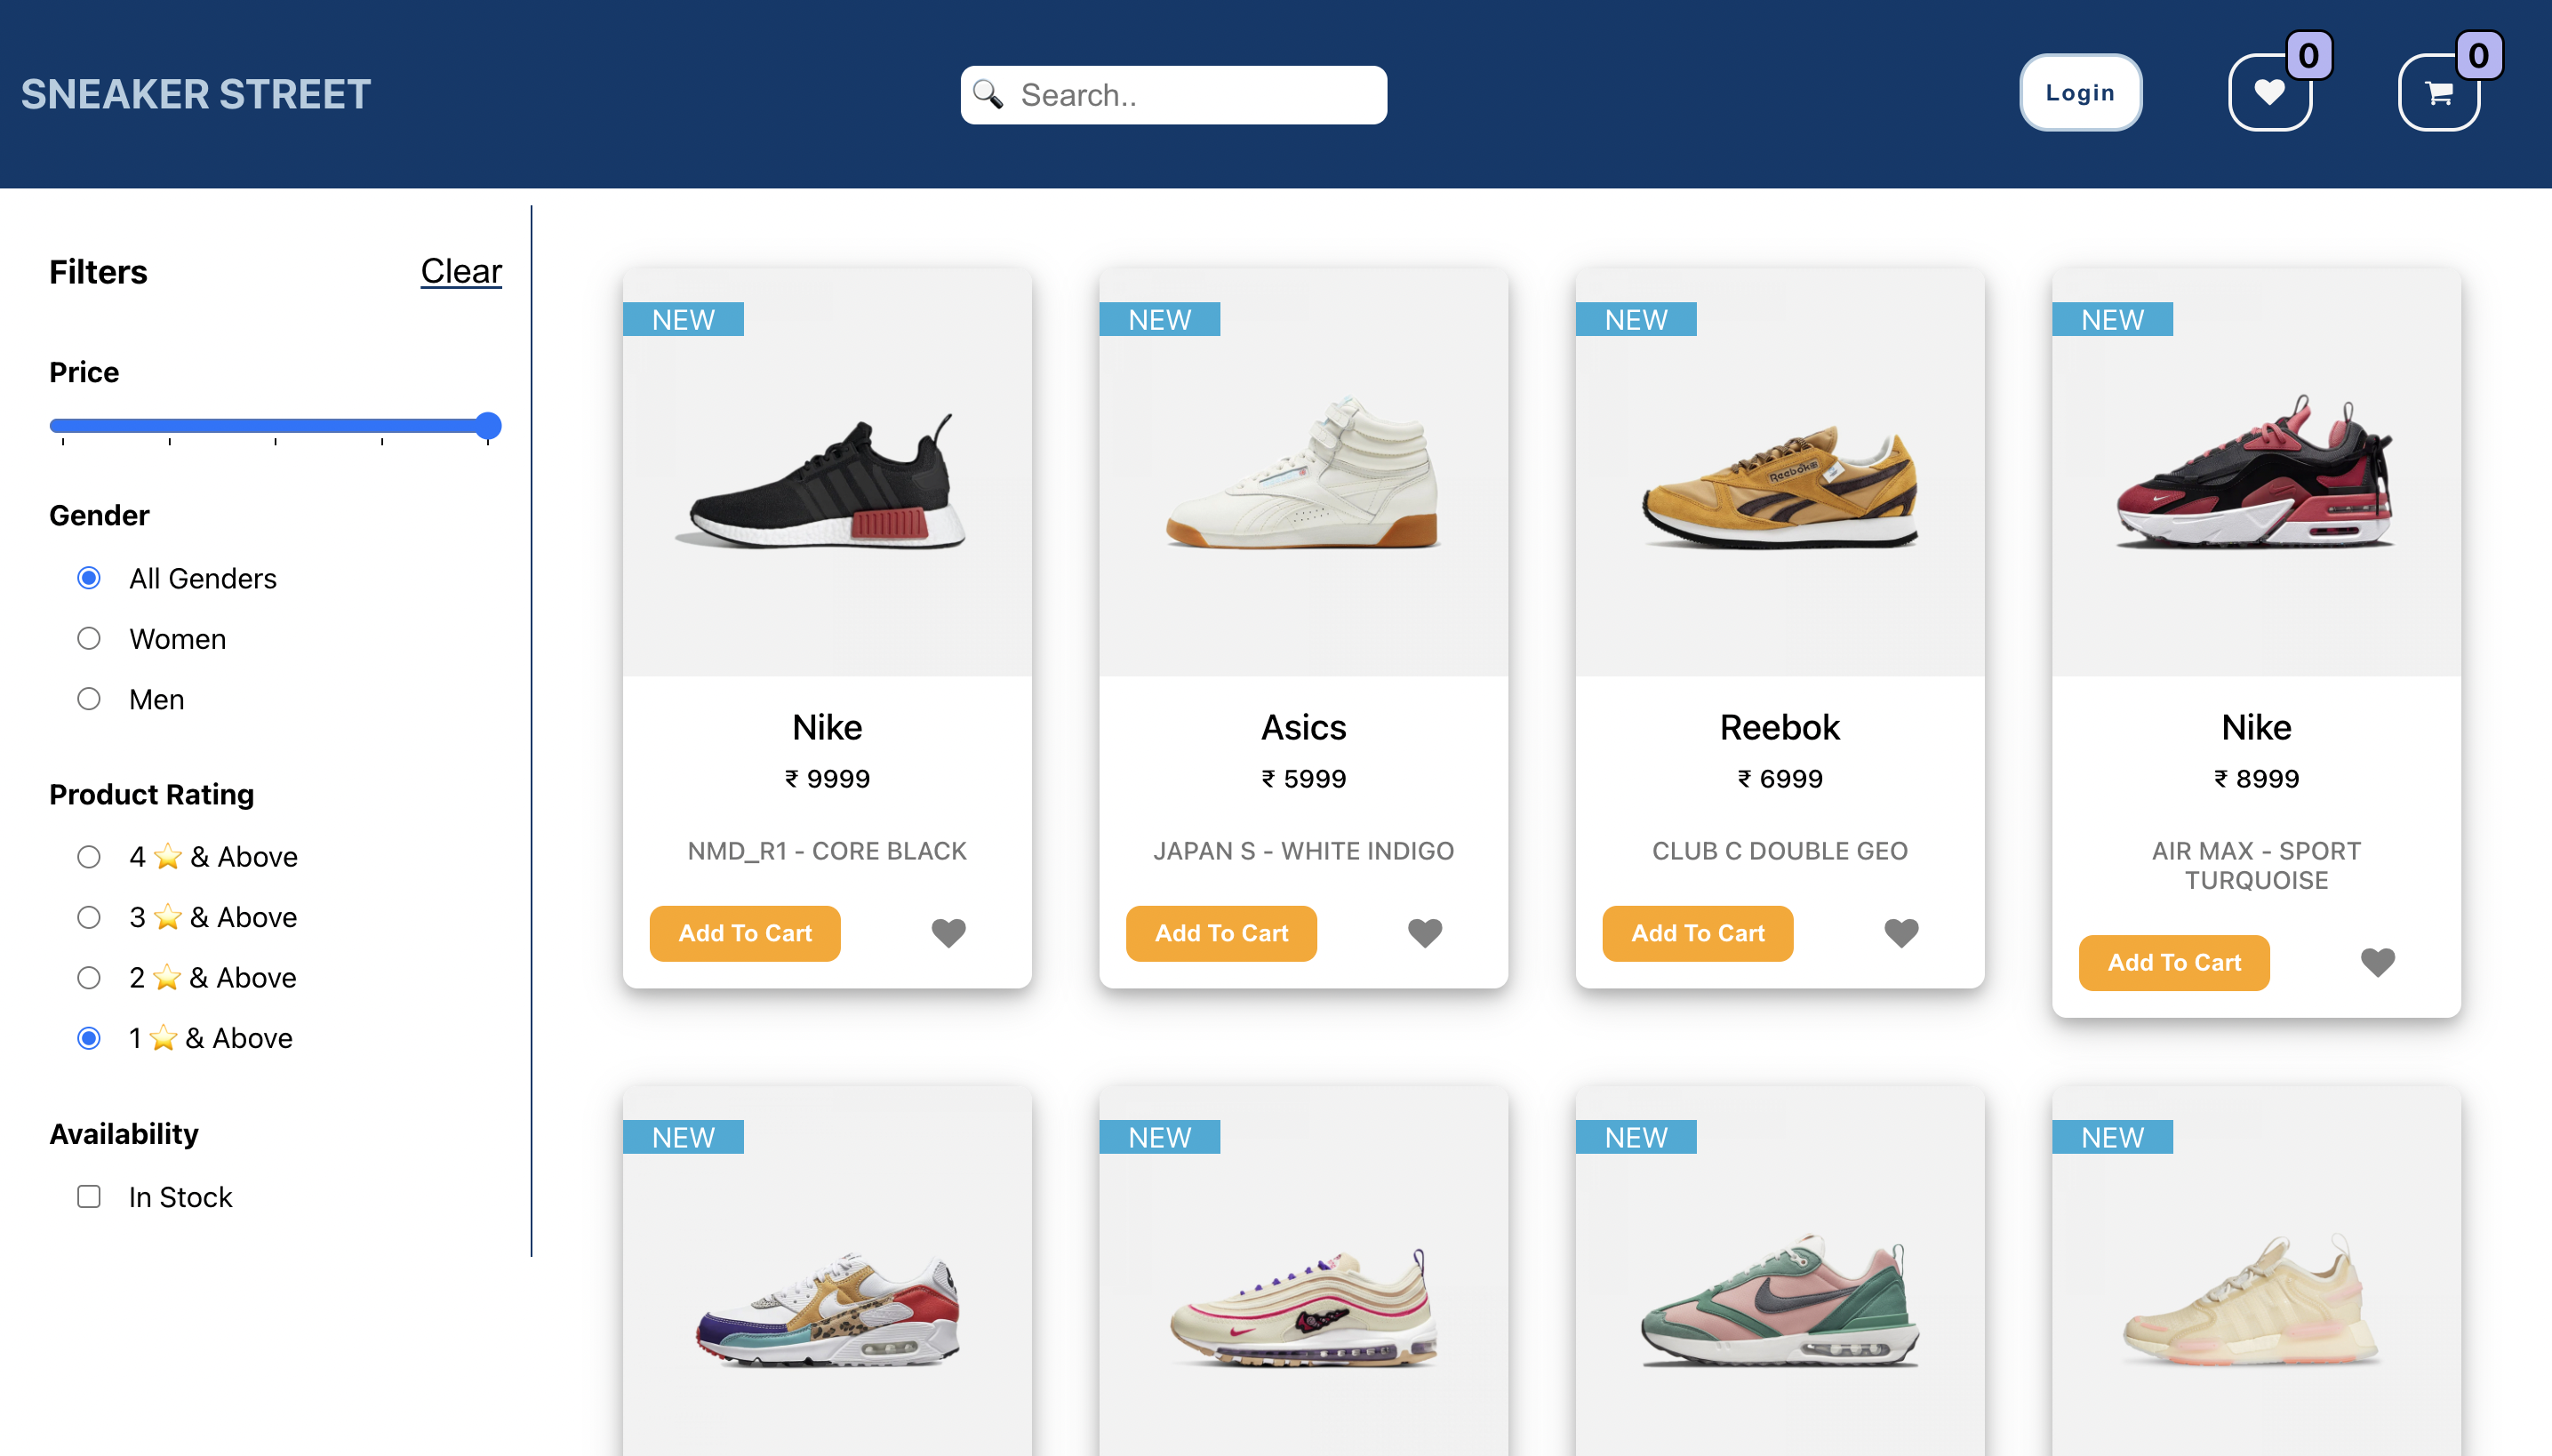 SNEAKER STREET
Search..
Login
0
0
Filters
Clear
Price
Gender
All Genders
Women
Men
Product Rating
4 ⭐ & Above
3 ⭐ & Above
2 ⭐ & Above
1 ⭐ & Above
Availability
In Stock
NEW
Nike
₹ 9999
NMD_R1 - CORE BLACK
Add To Cart
NEW
Asics
₹ 5999
JAPAN S - WHITE INDIGO
Add To Cart
NEW
Reebok
Reebok
₹ 6999
CLUB C DOUBLE GEO
Add To Cart
NEW
Nike
₹ 8999
AIR MAX - SPORT
TURQUOISE
Add To Cart
NEW
NEW
NEW
NEW